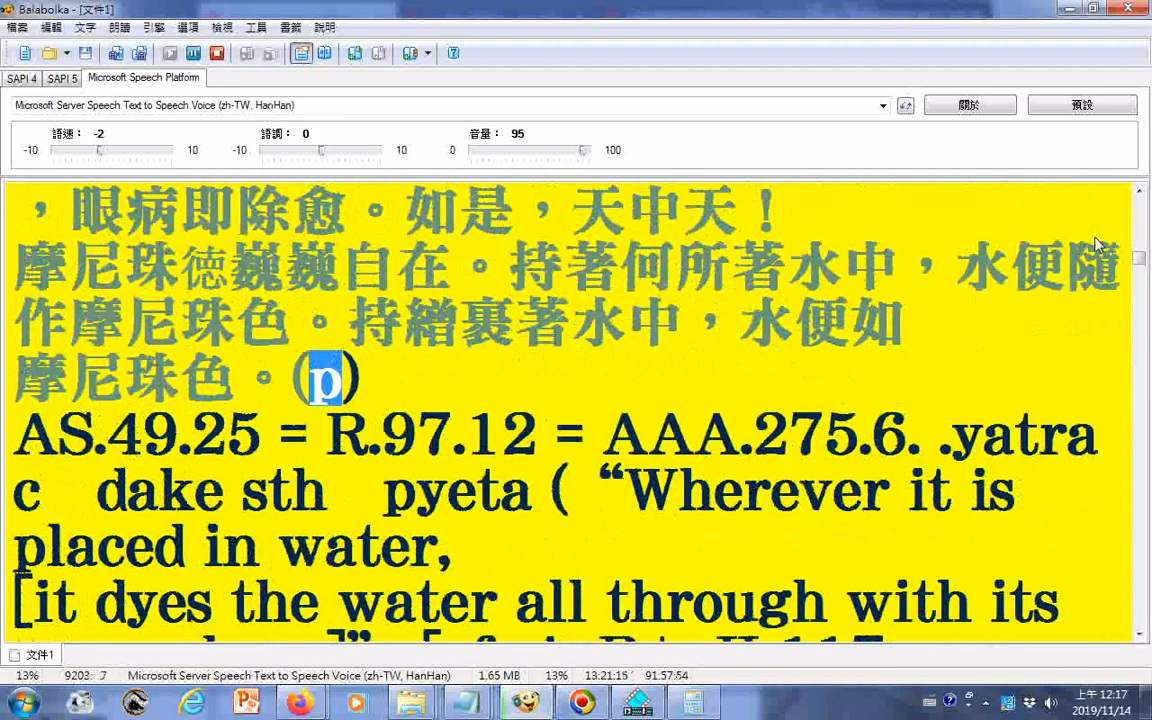 Balabolka - [文件1]
檔案 編輯 文字 朗讀 引擎 選項 檢視 工具 書籤 說明
SAPI 4 SAPI 5 Microsoft Speech Platform
Microsoft Server Speech Text to Speech Voice (zh-TW, HanHan) 關於 預設
語速： -2 語調： 0 音量： 95
-10 10 -10 10 0 100
，眼病即除愈。如是，天中天！
摩尼珠德巍巍自在。持著何所著水中，水便隨
作摩尼珠色。持繒裹著水中，水便如
摩尼珠色。(p)
AS.49.25 = R.97.12 = AAA.275.6. .yatra
c dake sth pyeta ( “Wherever it is
placed in water,
[it dyes the water all through with its
文件1
13% Microsoft Server Speech Text to Speech Voice (zh-TW, HanHan) 1.65 MB 13% 13:21:15 91:57:54
上午 12:17
2019/11/14